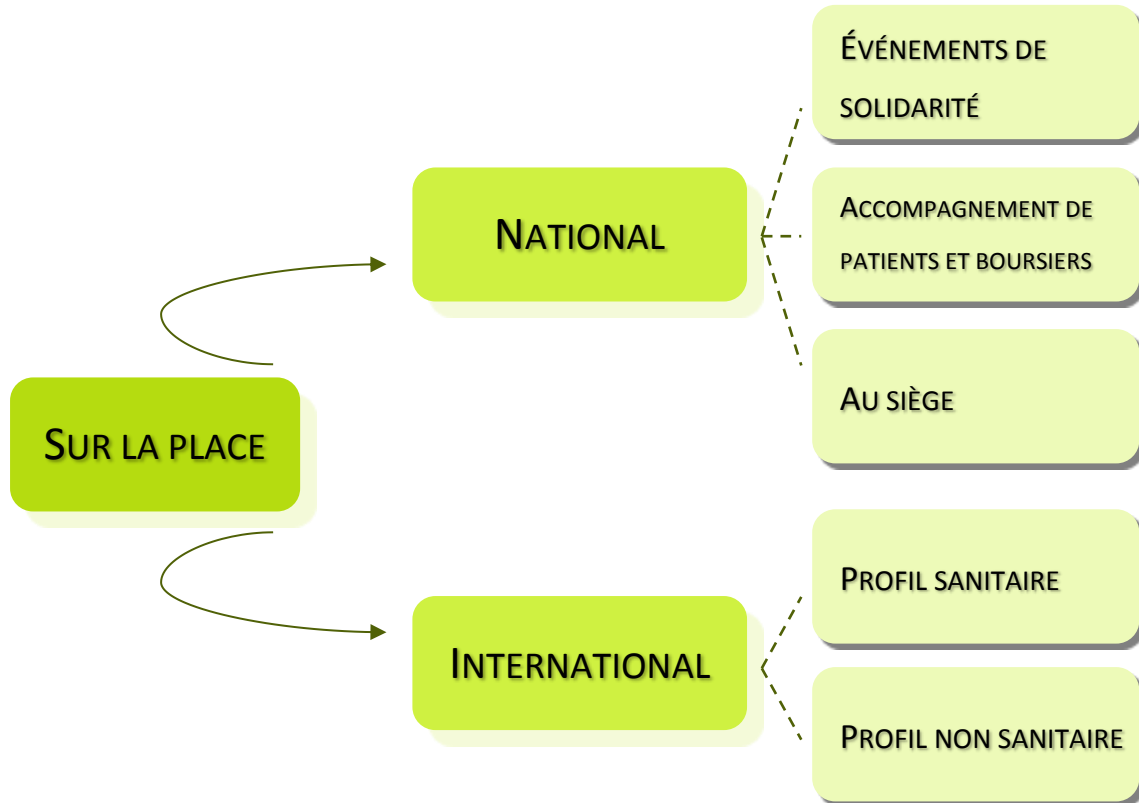 SUR LA PLACE
NATIONAL
ÉVÉNEMENTS DE
SOLIDARITÉ
ACCOMPAGNEMENT DE
PATIENTS ET BOURSIERS
AU SIÈGE
INTERNATIONAL
PROFIL SANITAIRE
PROFIL NON SANITAIRE